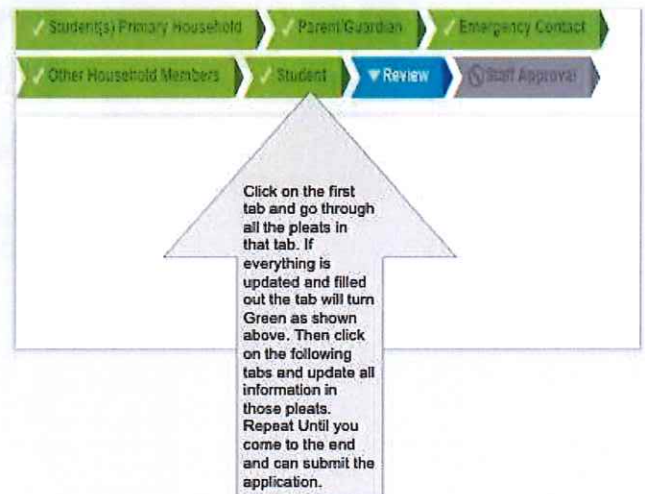 ✓ Student(s) Primary Household ✓ Parent/Guardian ✓ Emergency Contact
✓ Other Household Members ✓ Student ▼ Review Staff Approval
Click on the first
tab and go through
all the pleats in
that tab. If
everything is
updated and filled
out the tab will turn
Green as shown
above. Then click
on the following
tabs and update all
information in
those pleats.
Repeat Until you
come to the end
and can submit the
application.